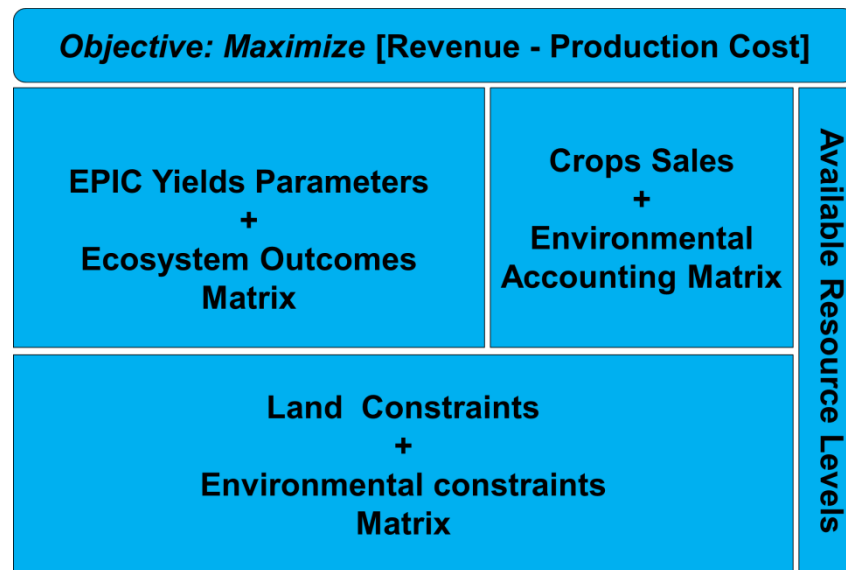 Objective: Maximize [Revenue - Production Cost]
EPIC Yields Parameters
+
Ecosystem Outcomes
Matrix
Crops Sales
+
Environmental
Accounting Matrix
Available Resource Levels
Land Constraints
+
Environmental constraints
Matrix